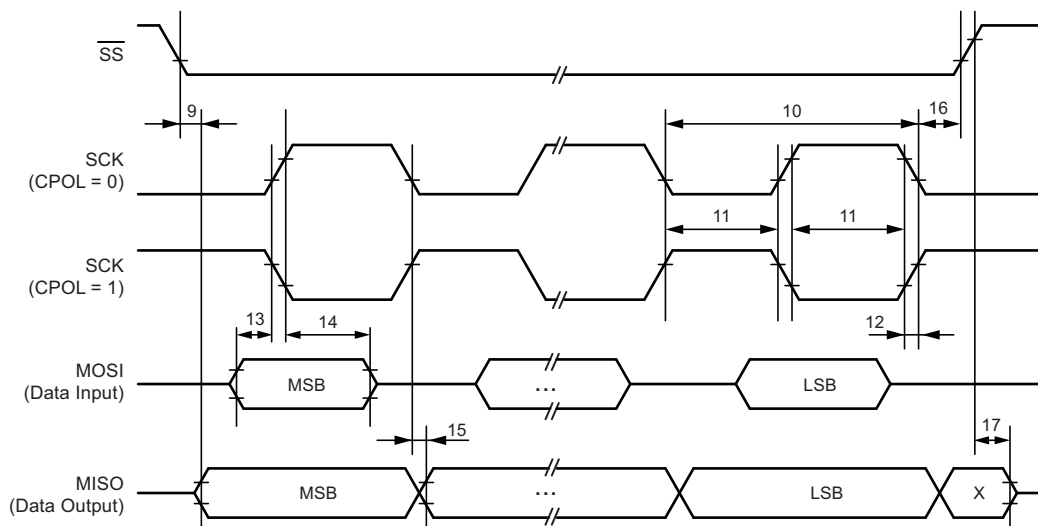 SS
9
10
16
SCK
(CPOL = 0)
11
11
SCK
(CPOL = 1)
13
14
12
MOSI
(Data Input)
MSB
...
LSB
15
17
MISO
(Data Output)
MSB
...
LSB
X